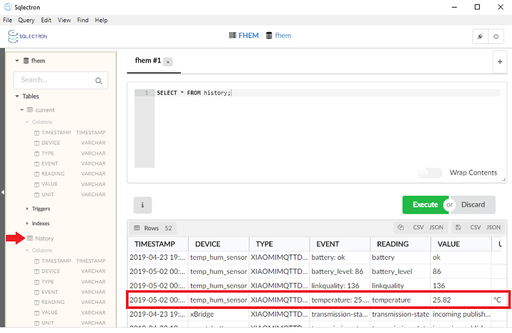 Sqlectron
File Query Edit View Find Help
SQLECTRON
FHEM / fhem
fhem
Search...
Tables
current
Columns
TIMESTAMP TIMESTAMP
DEVICE VARCHAR
TYPE VARCHAR
EVENT VARCHAR
READING VARCHAR
VALUE VARCHAR
UNIT VARCHAR
Triggers
Indexes
history
Columns
TIMESTAMP TIMESTAMP
DEVICE VARCHAR
TYPE VARCHAR
EVENT VARCHAR
READING VARCHAR
VALUE VARCHAR
UNIT VARCHAR
fhem #1
+
1 SELECT * FROM history;
Wrap Contents
i
Execute or Discard
Rows 52
CSV JSON CSV JSON
TIMESTAMP DEVICE TYPE EVENT READING VALUE U
2019-04-23 19:... temp_hum_sensor XIAOMIMQTTD... battery: ok battery ok
2019-05-02 00:... temp_hum_sensor XIAOMIMQTTD... battery_level: 86 battery_level 86
2019-05-02 00:... temp_hum_sensor XIAOMIMQTTD... linkquality: 136 linkquality 136
2019-05-02 00:... temp_hum_sensor XIAOMIMQTTD... temperature: 25.... temperature 25.82 °C
2019-05-02 00:... xBridge XIAOMIMQTTD... transmission-sta... transmission-state incoming publish...